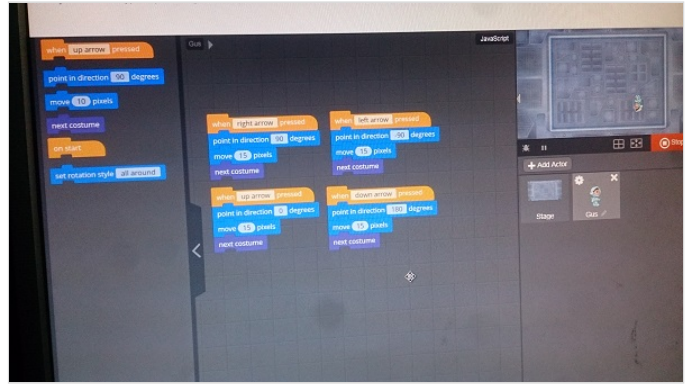 Gus
JavaScript
when up arrow pressed
point in direction 90 degrees
move 10 pixels
next costume
on start
set rotation style all around
when right arrow pressed
point in direction 90 degrees
move 15 pixels
next costume
when left arrow pressed
point in direction -90 degrees
move 15 pixels
next costume
when up arrow pressed
point in direction 0 degrees
move 15 pixels
next costume
when down arrow pressed
point in direction 180 degrees
move 15 pixels
next costume
Stop
+ Add Actor
Stage
Gus